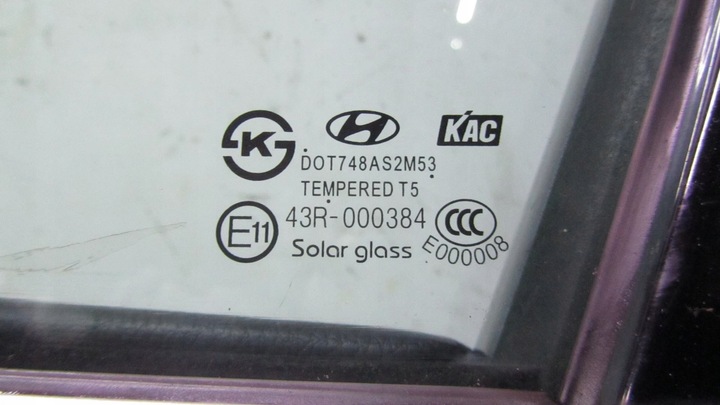 K KAC
DOT748AS2M53
TEMPERED T5
E11 43R-000384 CCC
Solar glass E000008